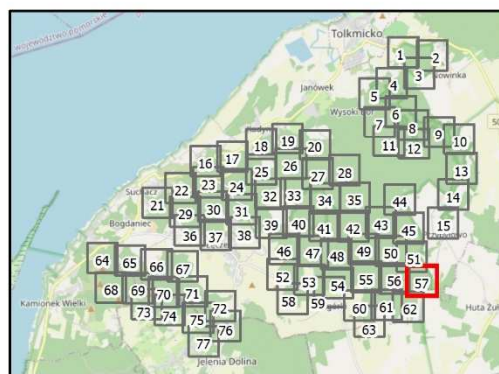 województwo pomorskie
Tolkmicko
1 2
Nowinka
3
4
Janówek
5
50
6
7 8 9 10
11 12
18 19 20
16 17
25 26 27 28
13
Suchacz
22 23 24
14
21 29 30 31 32 33 34 35 44
Bogdaniec
15
36 37 38 39 40 41 42 43 45
Łęcze
64 65 66 67
46 47 48 49 50 51
Kamionek Wielki
68 69 70 71
52 53 54 55 56 57
58 59 60 61 62
Huta Żu
73 74 75 72 76
63
77
Jelenia Dolina